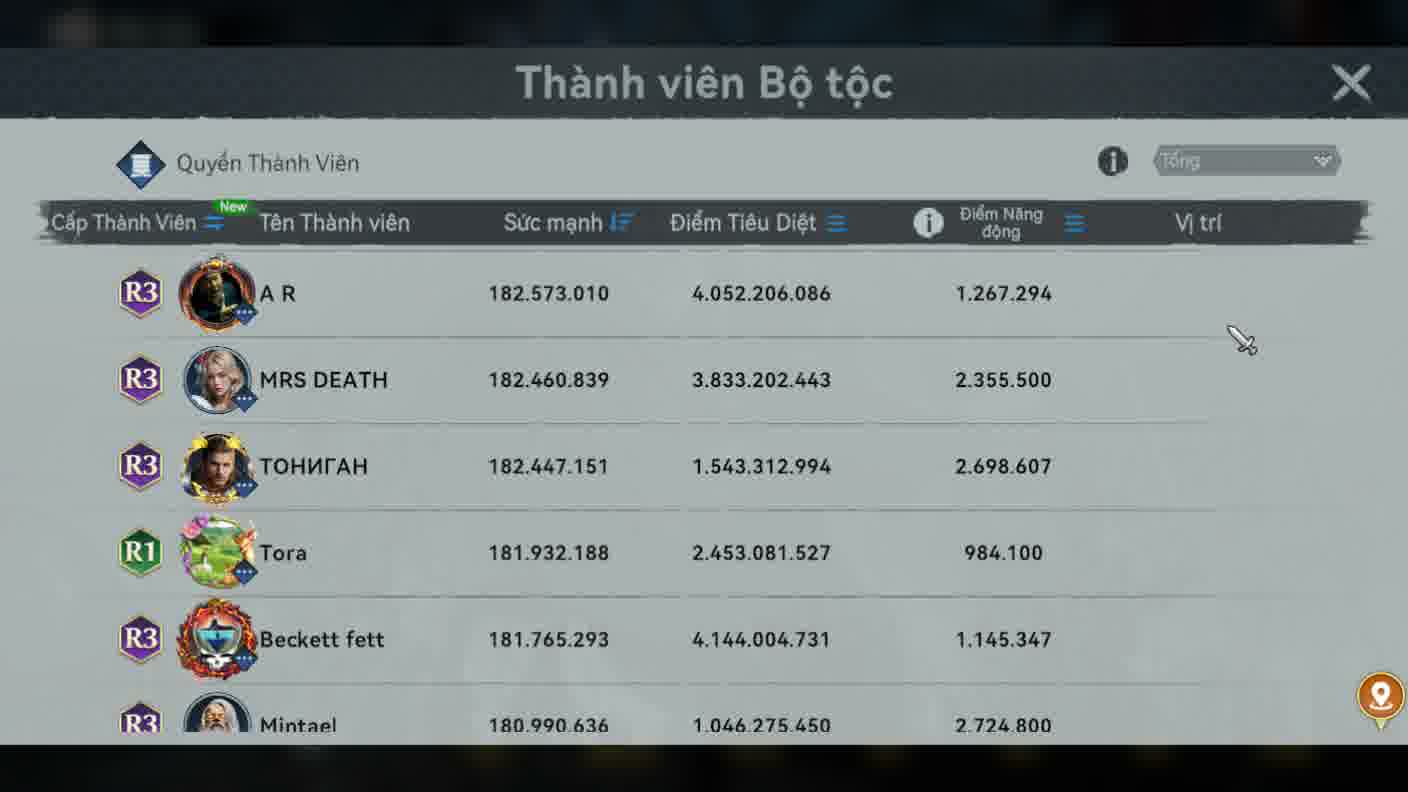 Thành viên Bộ tộc
Quyển Thành Viên
Tổng
New
Cấp Thành Viên Tên Thành viên Sức mạnh Điểm Tiêu Diệt Điểm Năng động Vị trí
R3 A R 182.573.010 4.052.206.086 1.267.294
R3 MRS DEATH 182.460.839 3.833.202.443 2.355.500
R3 ТОНИГАН 182.447.151 1.543.312.994 2.698.607
R1 Tora 181.932.188 2.453.081.527 984.100
R3 Beckett fett 181.765.293 4.144.004.731 1.145.347
R3 Mintael 180.990.636 1.046.275.450 2.724.800